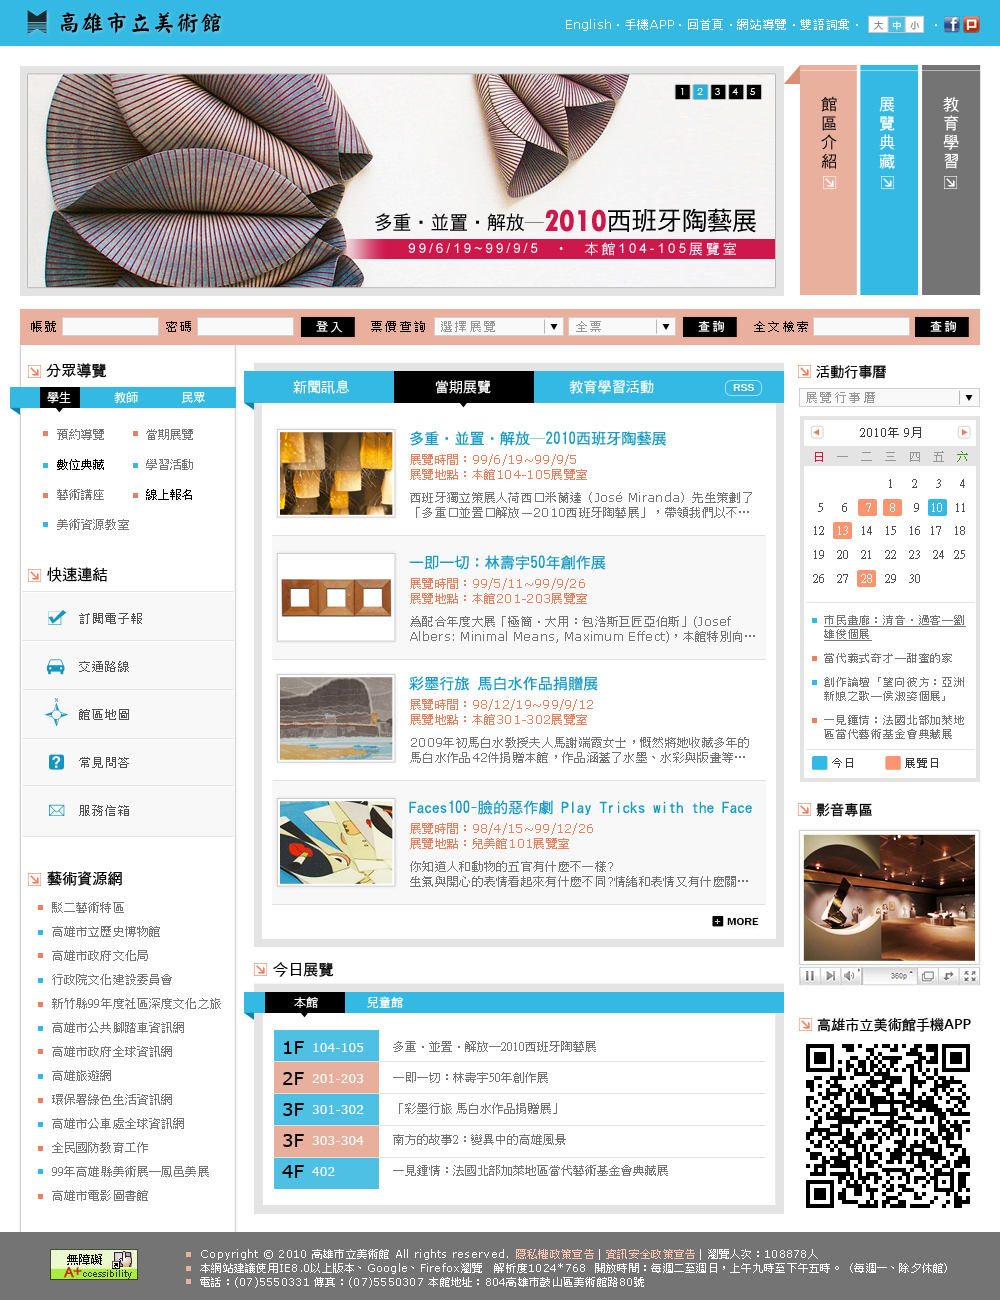 高雄市立美術館
English・手機APP・回首頁・網站導覽・雙語詞彙・ 大 中 小 ・
1 2 3 4 5
多重・並置・解放—2010西班牙陶藝展
99/6/19~99/9/5 ・ 本館104-105展覽室
館區介紹
展覽典藏
教育學習
帳號 密碼 登入 票價查詢 選擇展覽 全票 查詢 全文檢索 查詢
分眾導覽
學生 教師 民眾
預約導覽 當期展覽
數位典藏 學習活動
藝術講座 線上報名
美術資源教室
快速連結
訂閱電子報
交通路線
館區地圖
常見問答
服務信箱
藝術資源網
駁二藝術特區
高雄市立歷史博物館
高雄市政府文化局
行政院文化建設委員會
新竹縣99年度社區深度文化之旅
高雄市公共腳踏車資訊網
高雄市政府全球資訊網
高雄旅遊網
環保署綠色生活資訊網
高雄市公車處全球資訊網
全民國防教育工作
99年高雄縣美術展—鳳邑美展
高雄市電影圖書館
新聞訊息 當期展覽 教育學習活動 RSS
多重・並置・解放—2010西班牙陶藝展
展覽時間：99/6/19~99/9/5
展覽地點：本館104-105展覽室
西班牙獨立策展人荷西口米蘭達（José Miranda）先生策劃了
「多重口並置口解放—2010西班牙陶藝展」，帶領我們以不…
一即一切：林壽宇50年創作展
展覽時間：99/5/11~99/9/26
展覽地點：本館201-203展覽室
為配合年度大展「極簡・大用：包浩斯巨匠亞伯斯」(Josef
Albers: Minimal Means, Maximum Effect)，本館特別向…
彩墨行旅 馬白水作品捐贈展
展覽時間：98/12/19~99/9/12
展覽地點：本館301-302展覽室
2009年初馬白水教授夫人馬謝端霞女士，慨然將她收藏多年的
馬白水作品42件捐贈本館，作品涵蓋了水墨、水彩與版畫等…
Faces100-臉的惡作劇 Play Tricks with the Face
展覽時間：98/4/15~99/12/26
展覽地點：兒美館101展覽室
你知道人和動物的五官有什麼不一樣?
生氣與開心的表情看起來有什麼不同?情緒和表情又有什麼關…
MORE
今日展覽
本館 兒童館
1F 104-105 多重・並置・解放—2010西班牙陶藝展
2F 201-203 一即一切：林壽宇50年創作展
3F 301-302 「彩墨行旅 馬白水作品捐贈展」
3F 303-304 南方的故事2：變異中的高雄風景
4F 402 一見鍾情：法國北部加萊地區當代藝術基金會典藏展
活動行事曆
展覽行事曆
2010年 9月
日 一 二 三 四 五 六
1 2 3 4
5 6 7 8 9 10 11
12 13 14 15 16 17 18
19 20 21 22 23 24 25
26 27 28 29 30
市民畫廊：清音・過客—劉
雄俊個展
當代義式奇才—甜蜜的家
創作論壇「望向彼方：亞洲
新娘之歌—侯淑姿個展」
一見鍾情：法國北部加萊地
區當代藝術基金會典藏展
今日 展覽日
影音專區
360p
高雄市立美術館手機APP
無障礙
A+ccessibility
Copyright © 2010 高雄市立美術館 All rights reserved. 隱私權政策宣告 | 資訊安全政策宣告 | 瀏覽人次：108878人
本網站建議使用IE8.0以上版本、Google、Firefox瀏覽 解析度1024*768 開放時間：每週二至週日，上午九時至下午五時。（每週一、除夕休館）
電話：(07)5550331 傳真：(07)5550307 本館地址：804高雄市鼓山區美術館路80號